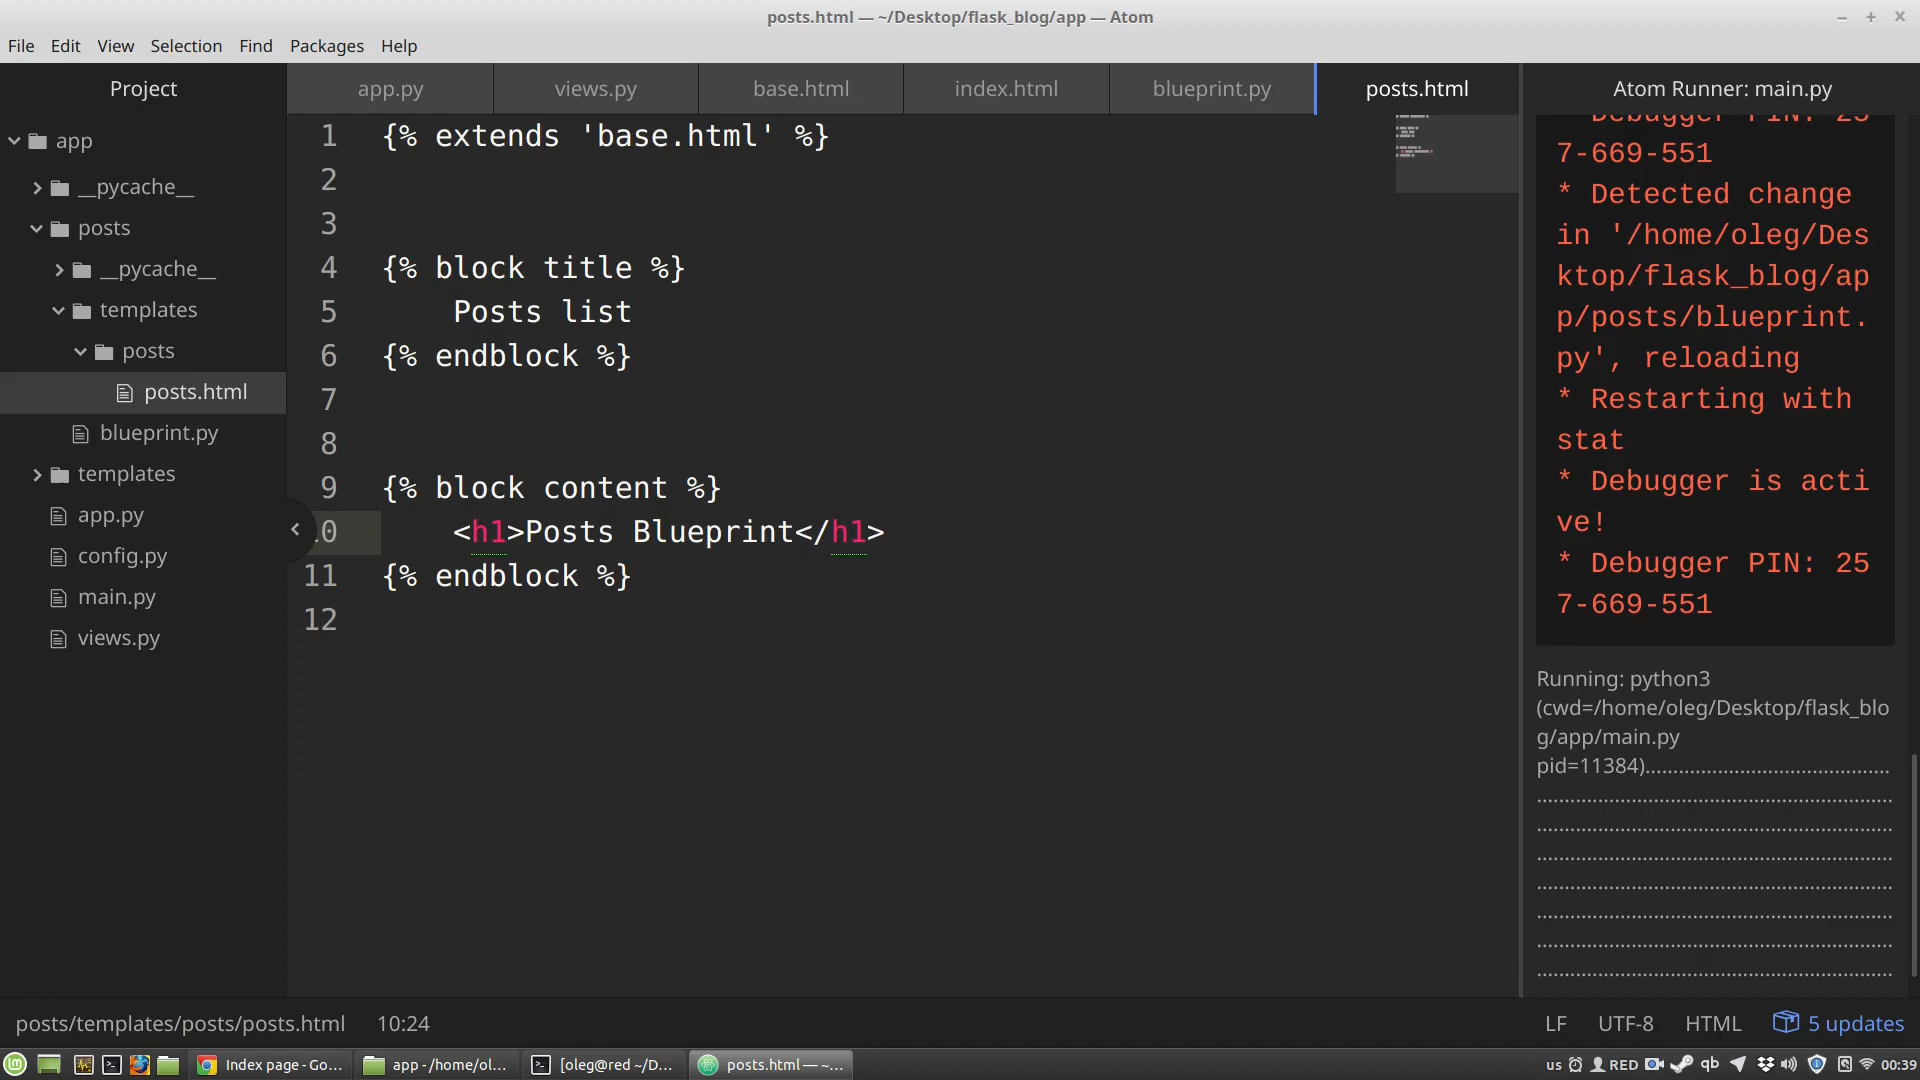 posts.html — ~/Desktop/flask_blog/app — Atom
File Edit View Selection Find Packages Help
Project
app
__pycache__
posts
__pycache__
templates
posts
posts.html
blueprint.py
templates
app.py
config.py
main.py
views.py
app.py views.py base.html index.html blueprint.py posts.html
1 {% extends 'base.html' %}
2
3
4 {% block title %}
5     Posts list
6 {% endblock %}
7
8
9 {% block content %}
10     <h1>Posts Blueprint</h1>
11 {% endblock %}
12
Atom Runner: main.py
Debugger PIN: 25
7-669-551
* Detected change
in '/home/oleg/Des
ktop/flask_blog/ap
p/posts/blueprint.
py', reloading
* Restarting with
stat
* Debugger is acti
ve!
* Debugger PIN: 25
7-669-551
Running: python3
(cwd=/home/oleg/Desktop/flask_blo
g/app/main.py
pid=11384)............................................
................................................................
................................................................
................................................................
................................................................
................................................................
................................................................
................................................................
posts/templates/posts/posts.html 10:24 LF UTF-8 HTML 5 updates
Index page - Go... app - /home/ol... [oleg@red ~/D... posts.html — ~... us RED qb 00:39